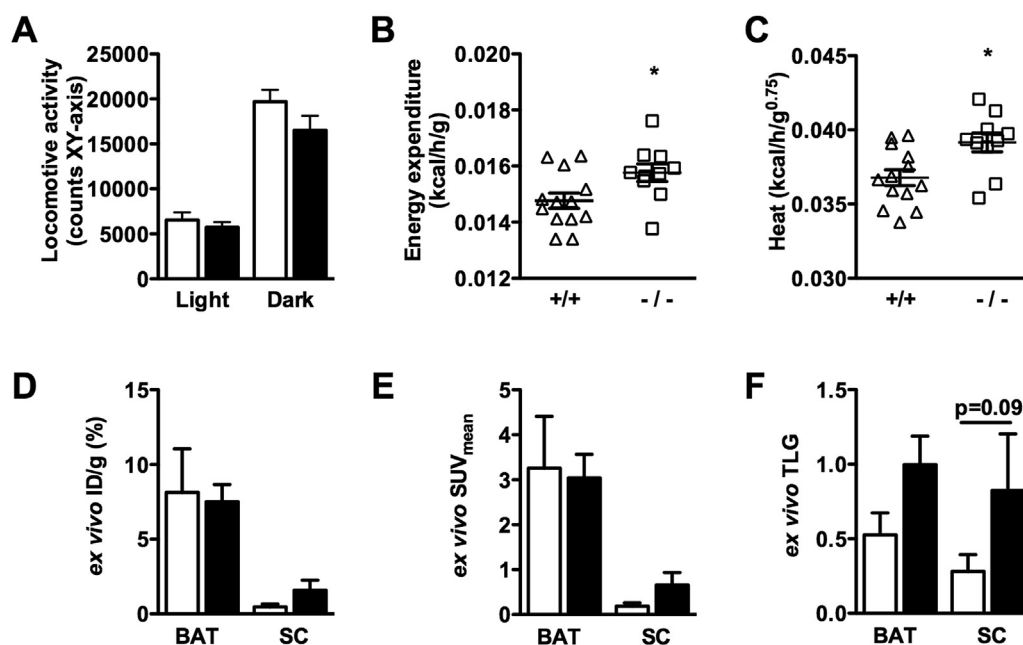 A
Locomotive activity
(counts XY-axis)
25000
20000
15000
10000
5000
0
Light Dark
B
Energy expenditure
(kcal/h/g)
0.020
0.018
0.016
0.014
0.012
*
+/+ - / -
C
Heat (kcal/h/g^0.75)
0.045
0.040
0.035
0.030
*
+/+ - / -
D
ex vivo ID/g (%)
15
10
5
0
BAT SC
E
ex vivo SUVmean
5
4
3
2
1
0
BAT SC
F
ex vivo TLG
1.5
1.0
0.5
0.0
p=0.09
BAT SC